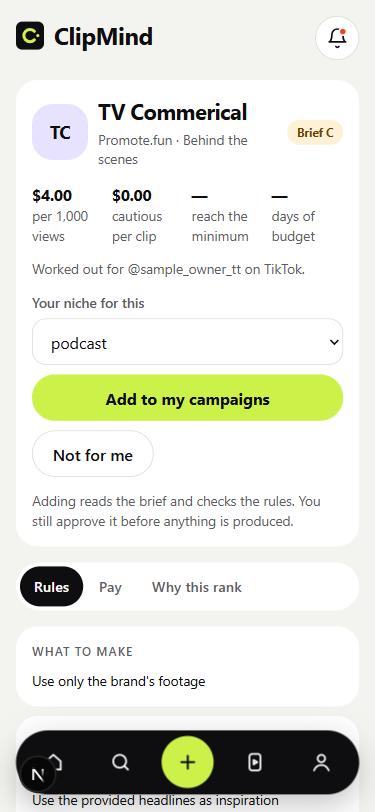 ClipMind
TC
TV Commerical
Promote.fun · Behind the
scenes
Brief C
$4.00
per 1,000
views
$0.00
cautious
per clip
—
reach the
minimum
—
days of
budget
Worked out for @sample_owner_tt on TikTok.
Your niche for this
podcast
Add to my campaigns
Not for me
Adding reads the brief and checks the rules. You
still approve it before anything is produced.
Rules
Pay
Why this rank
WHAT TO MAKE
Use only the brand's footage
N
Use the provided headlines as inspiration